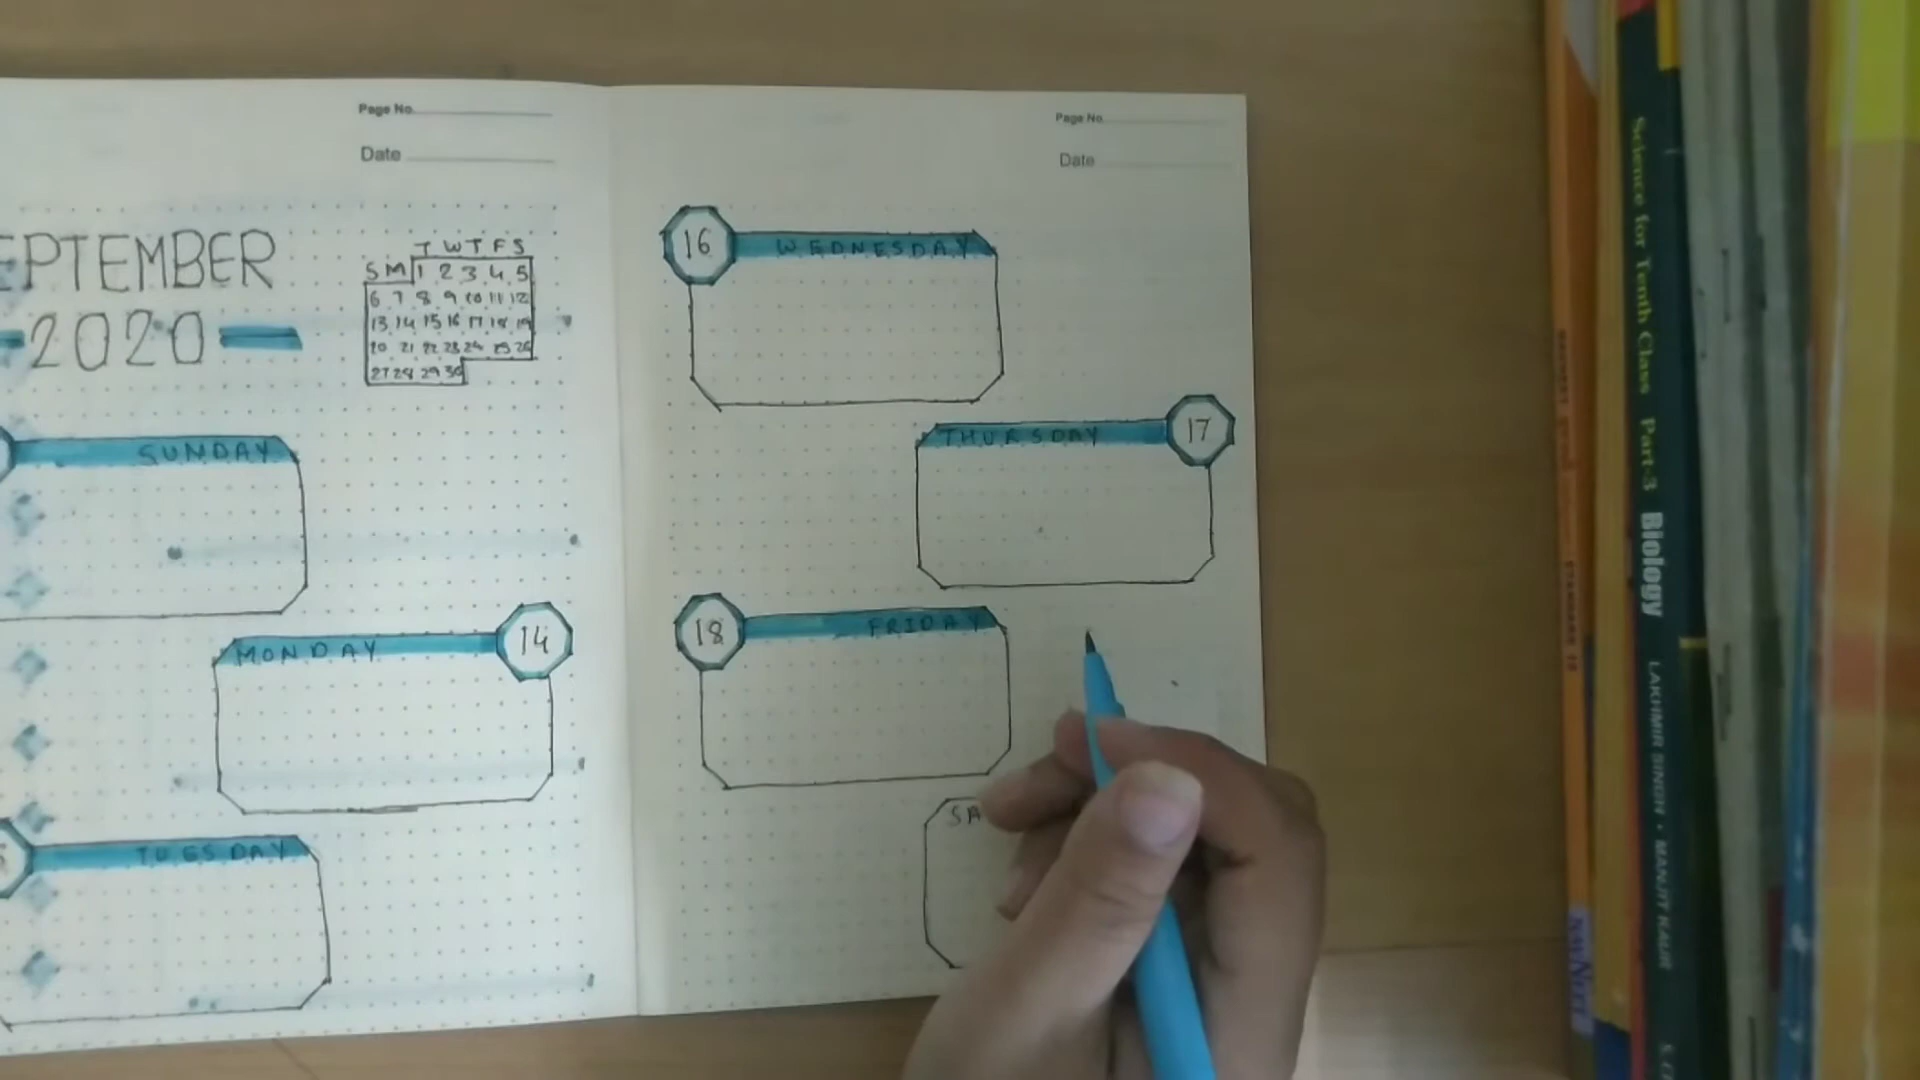 Page No.
Date
EPTEMBER
2020
T W T F S
S M 1 2 3 4 5
6 7 8 9 10 11 12
13 14 15 16 17 18 19
20 21 22 23 24 25 26
27 28 29 30
SUNDAY
MONDAY
14
TUESDAY
Page No.
Date
16
WEDNESDAY
THURSDAY
17
18
FRIDAY
SA
Science for Tenth Class Part-3 Biology
LAKHMIR SINGH • MANJIT KAUR